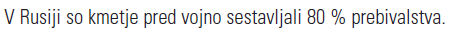 V Rusiji so kmetje pred vojno sestavljali 80 % prebivalstva.